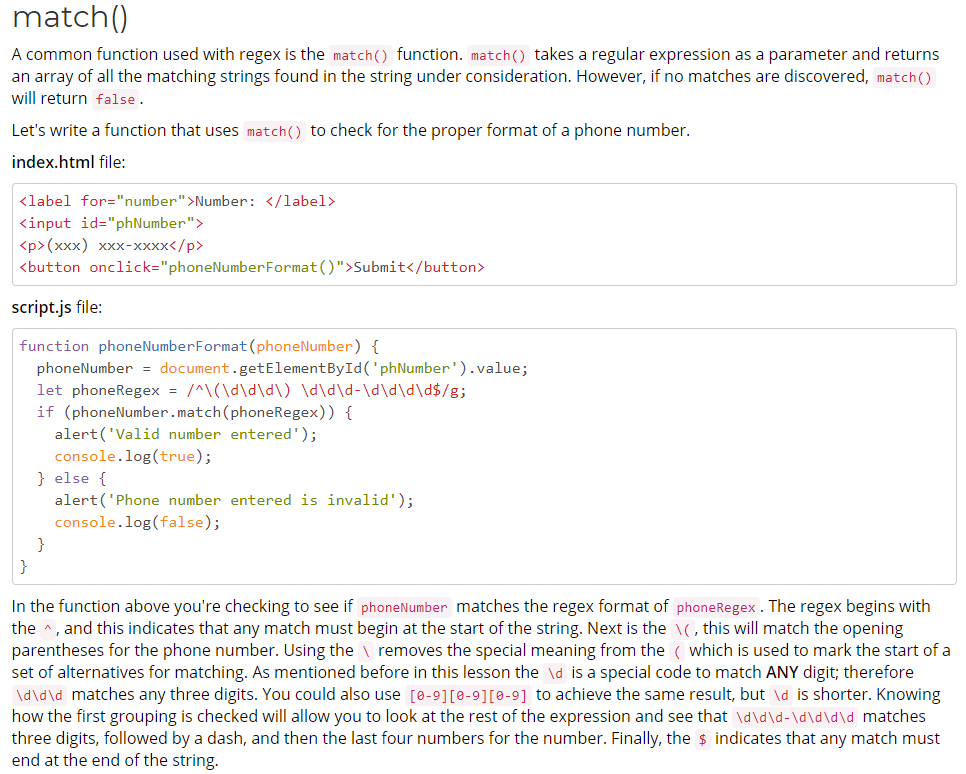 match()
A common function used with regex is the match() function. match() takes a regular expression as a parameter and returns
an array of all the matching strings found in the string under consideration. However, if no matches are discovered, match()
will return false.
Let's write a function that uses match() to check for the proper format of a phone number.
index.html file:
<label for="number">Number: </label>
<input id="phNumber">
<p>(xxx) xxx-xxxx</p>
<button onclick="phoneNumberFormat()">Submit</button>
script.js file:
function phoneNumberFormat(phoneNumber) {
  phoneNumber = document.getElementById('phNumber').value;
  let phoneRegex = /^\(\d\d\d\) \d\d\d-\d\d\d\d$/g;
  if (phoneNumber.match(phoneRegex)) {
    alert('Valid number entered');
    console.log(true);
  } else {
    alert('Phone number entered is invalid');
    console.log(false);
  }
}
In the function above you're checking to see if phoneNumber matches the regex format of phoneRegex. The regex begins with
the ^, and this indicates that any match must begin at the start of the string. Next is the \(, this will match the opening
parentheses for the phone number. Using the \ removes the special meaning from the ( which is used to mark the start of a
set of alternatives for matching. As mentioned before in this lesson the \d is a special code to match ANY digit; therefore
\d\d\d matches any three digits. You could also use [0-9][0-9][0-9] to achieve the same result, but \d is shorter. Knowing
how the first grouping is checked will allow you to look at the rest of the expression and see that \d\d\d-\d\d\d\d matches
three digits, followed by a dash, and then the last four numbers for the number. Finally, the $ indicates that any match must
end at the end of the string.